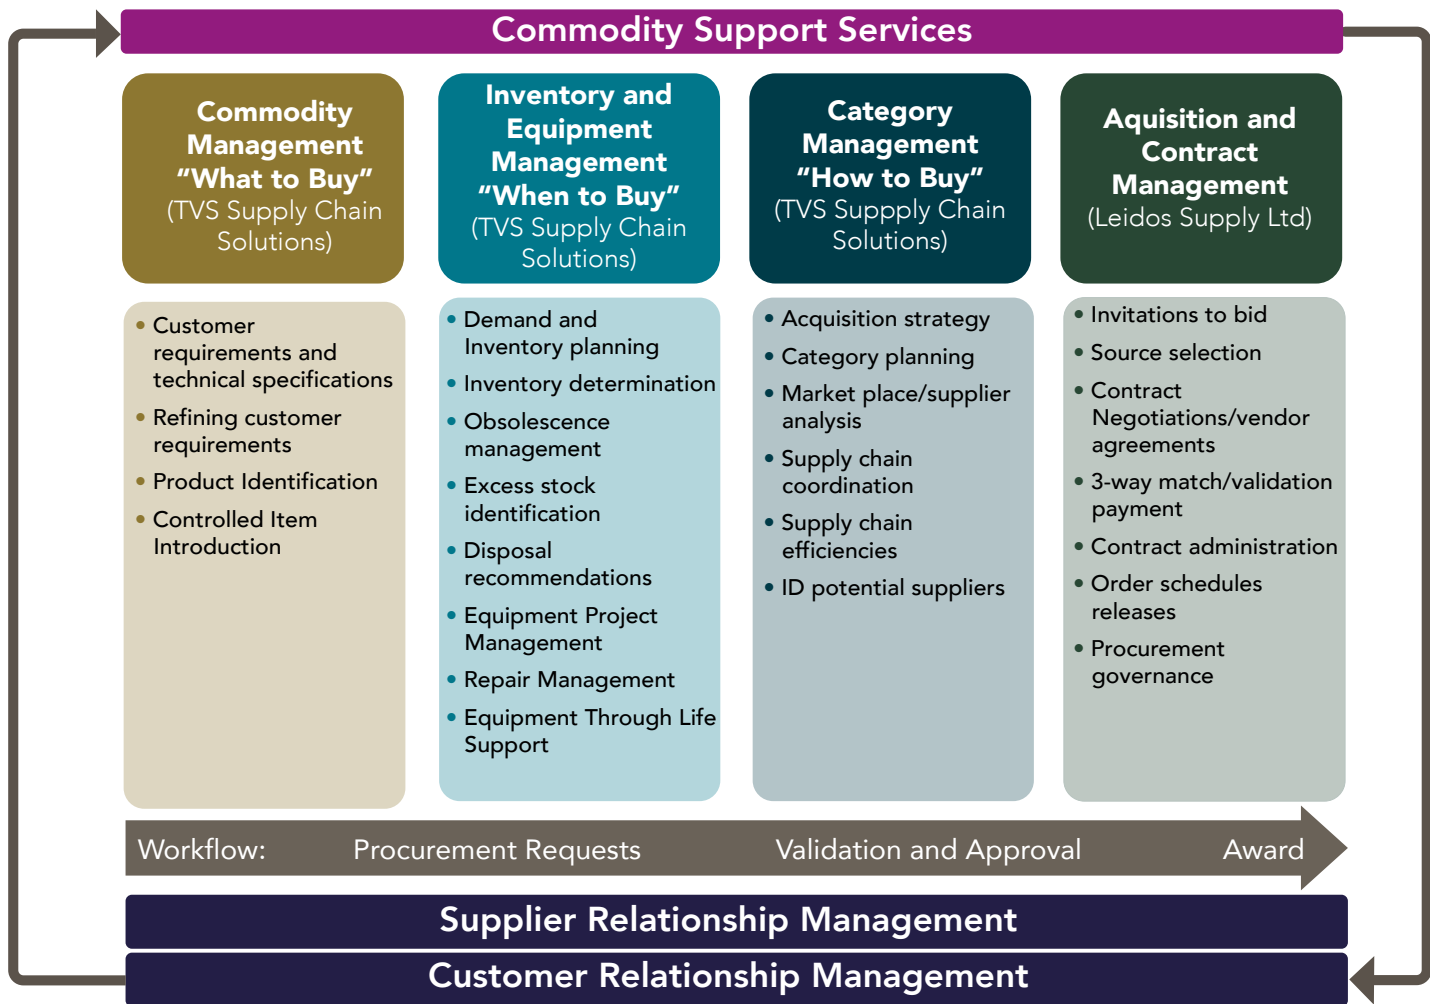 Commodity Support Services
Commodity
Management
“What to Buy”
(TVS Supply Chain
Solutions)
Inventory and
Equipment
Management
“When to Buy”
(TVS Supply Chain
Solutions)
Category
Management
“How to Buy”
(TVS Suppply Chain
Solutions)
Aquisition and
Contract
Management
(Leidos Supply Ltd)
• Customer
requirements and
technical specifications
• Refining customer
requirements
• Product Identification
• Controlled Item
Introduction
• Demand and
Inventory planning
• Inventory determination
• Obsolescence
management
• Excess stock
identification
• Disposal
recommendations
• Equipment Project
Management
• Repair Management
• Equipment Through Life
Support
• Acquisition strategy
• Category planning
• Market place/supplier
analysis
• Supply chain
coordination
• Supply chain
efficiencies
• ID potential suppliers
• Invitations to bid
• Source selection
• Contract
Negotiations/vendor
agreements
• 3-way match/validation
payment
• Contract administration
• Order schedules
releases
• Procurement
governance
Workflow: Procurement Requests Validation and Approval Award
Supplier Relationship Management
Customer Relationship Management